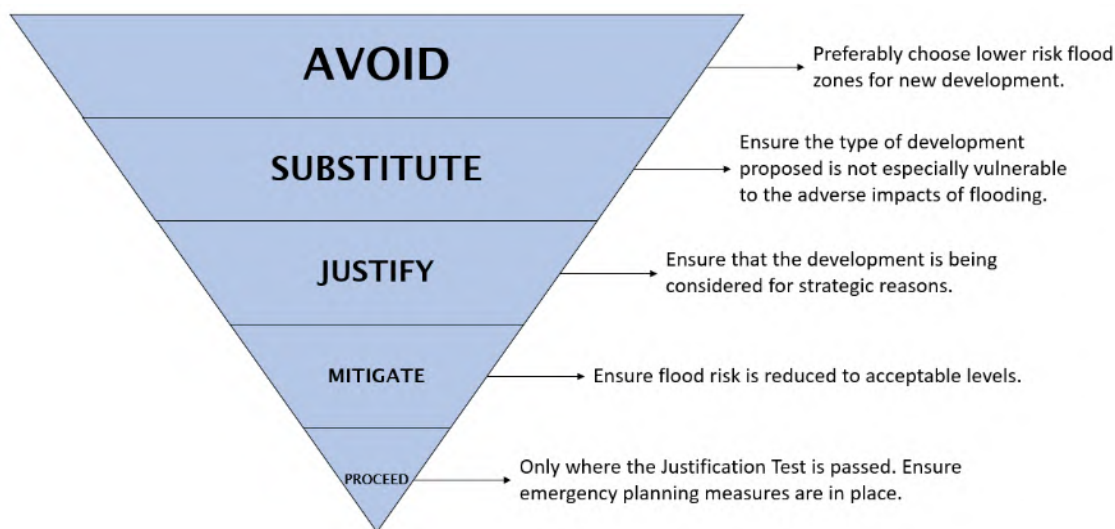 AVOID
Preferably choose lower risk flood
zones for new development.
SUBSTITUTE
Ensure the type of development
proposed is not especially vulnerable
to the adverse impacts of flooding.
JUSTIFY
Ensure that the development is being
considered for strategic reasons.
MITIGATE
Ensure flood risk is reduced to acceptable levels.
PROCEED
Only where the Justification Test is passed. Ensure
emergency planning measures are in place.